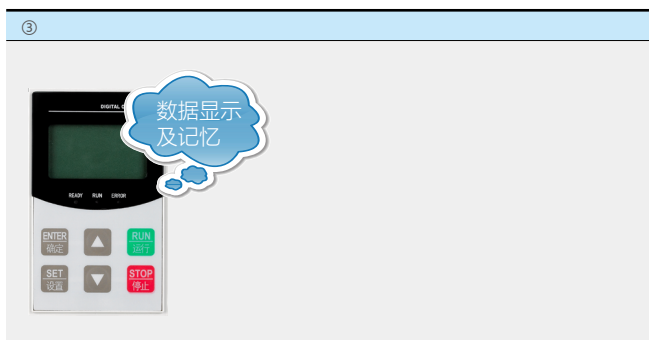 ③
DIGITAL
数据显示
及记忆
READY RUN ERROR
ENTER
确定
RUN
运行
SET
设置
STOP
停止